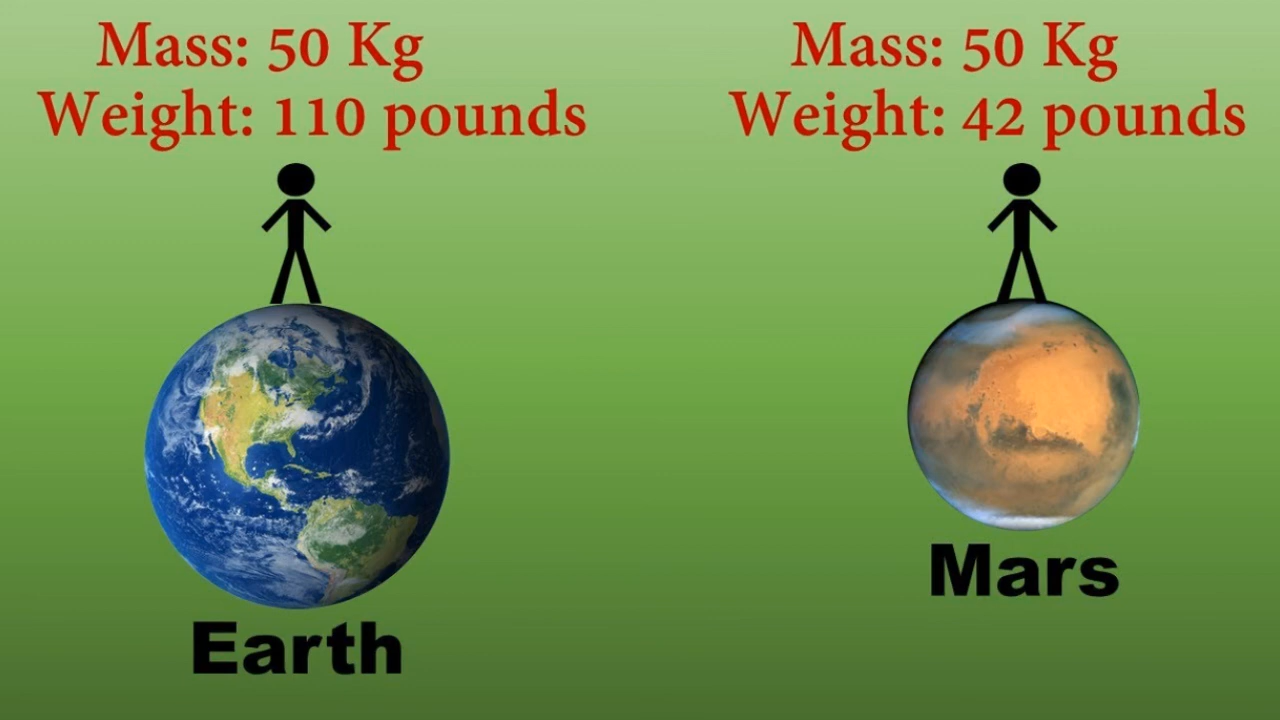 Mass: 50 Kg
Weight: 110 pounds
Mass: 50 Kg
Weight: 42 pounds
Earth
Mars